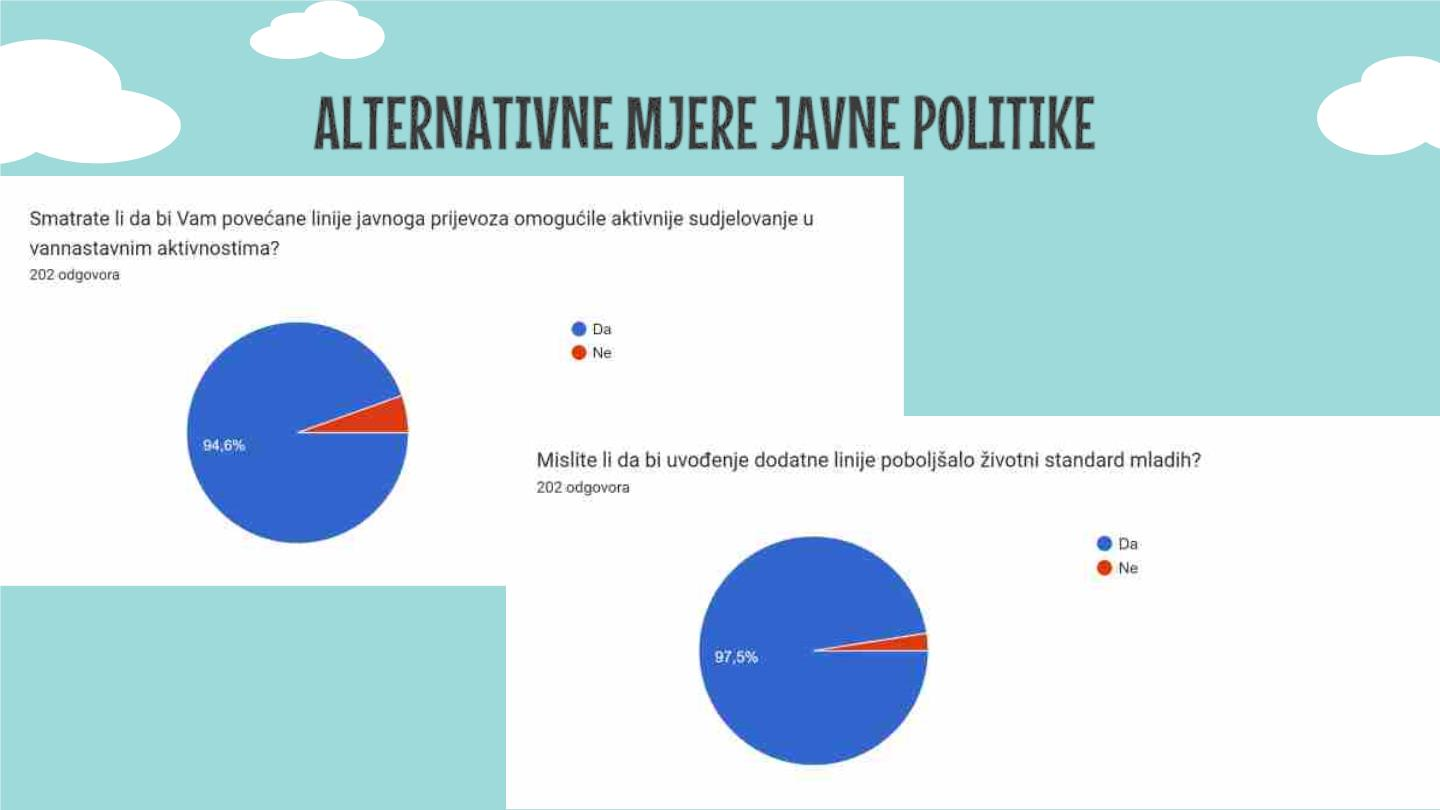 ALTERNATIVNE MJERE JAVNE POLITIKE
Smatrate li da bi Vam povećane linije javnoga prijevoza omogućile aktivnije sudjelovanje u
vannastavnim aktivnostima?
202 odgovora
Da
Ne
94,6%
Mislite li da bi uvođenje dodatne linije poboljšalo životni standard mladih?
202 odgovora
Da
Ne
97,5%